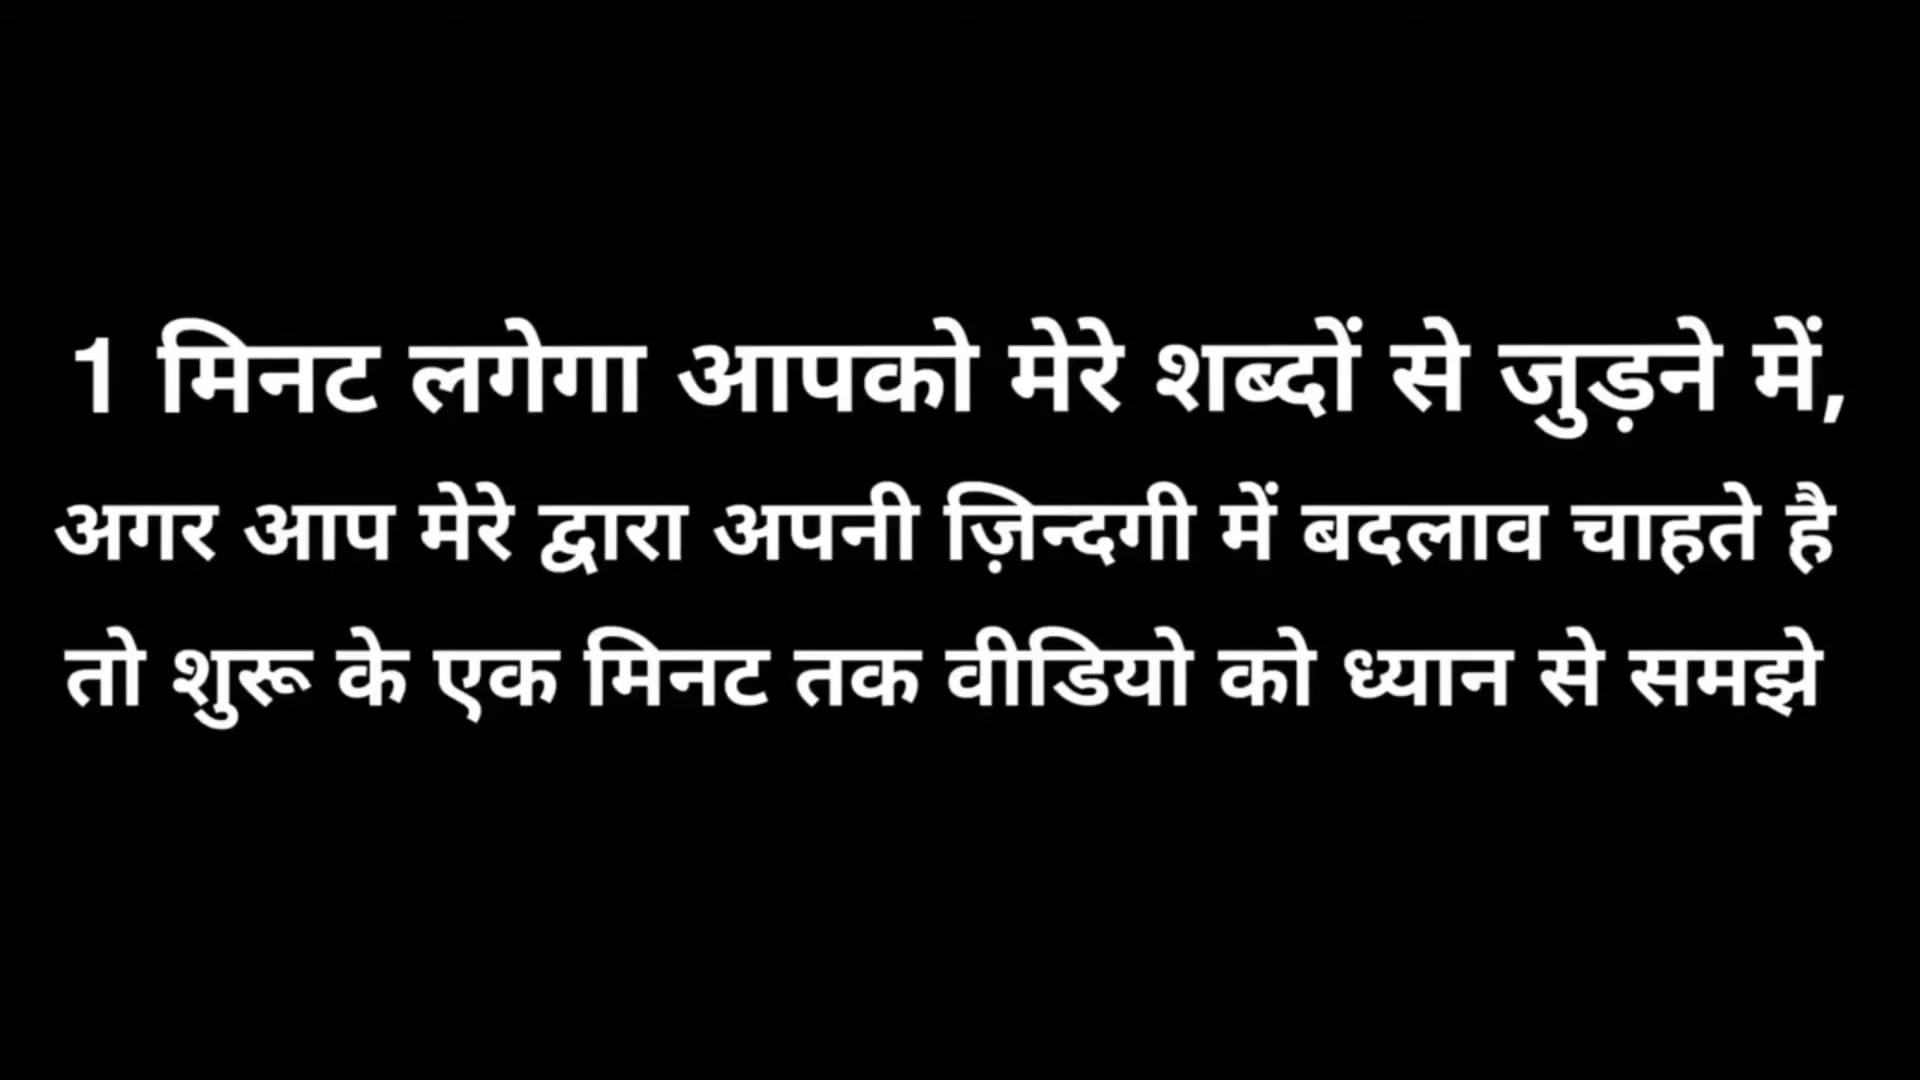 1 मिनट लगेगा आपको मेरे शब्दों से जुड़ने में,
अगर आप मेरे द्वारा अपनी ज़िन्दगी में बदलाव चाहते है
तो शुरू के एक मिनट तक वीडियो को ध्यान से समझे